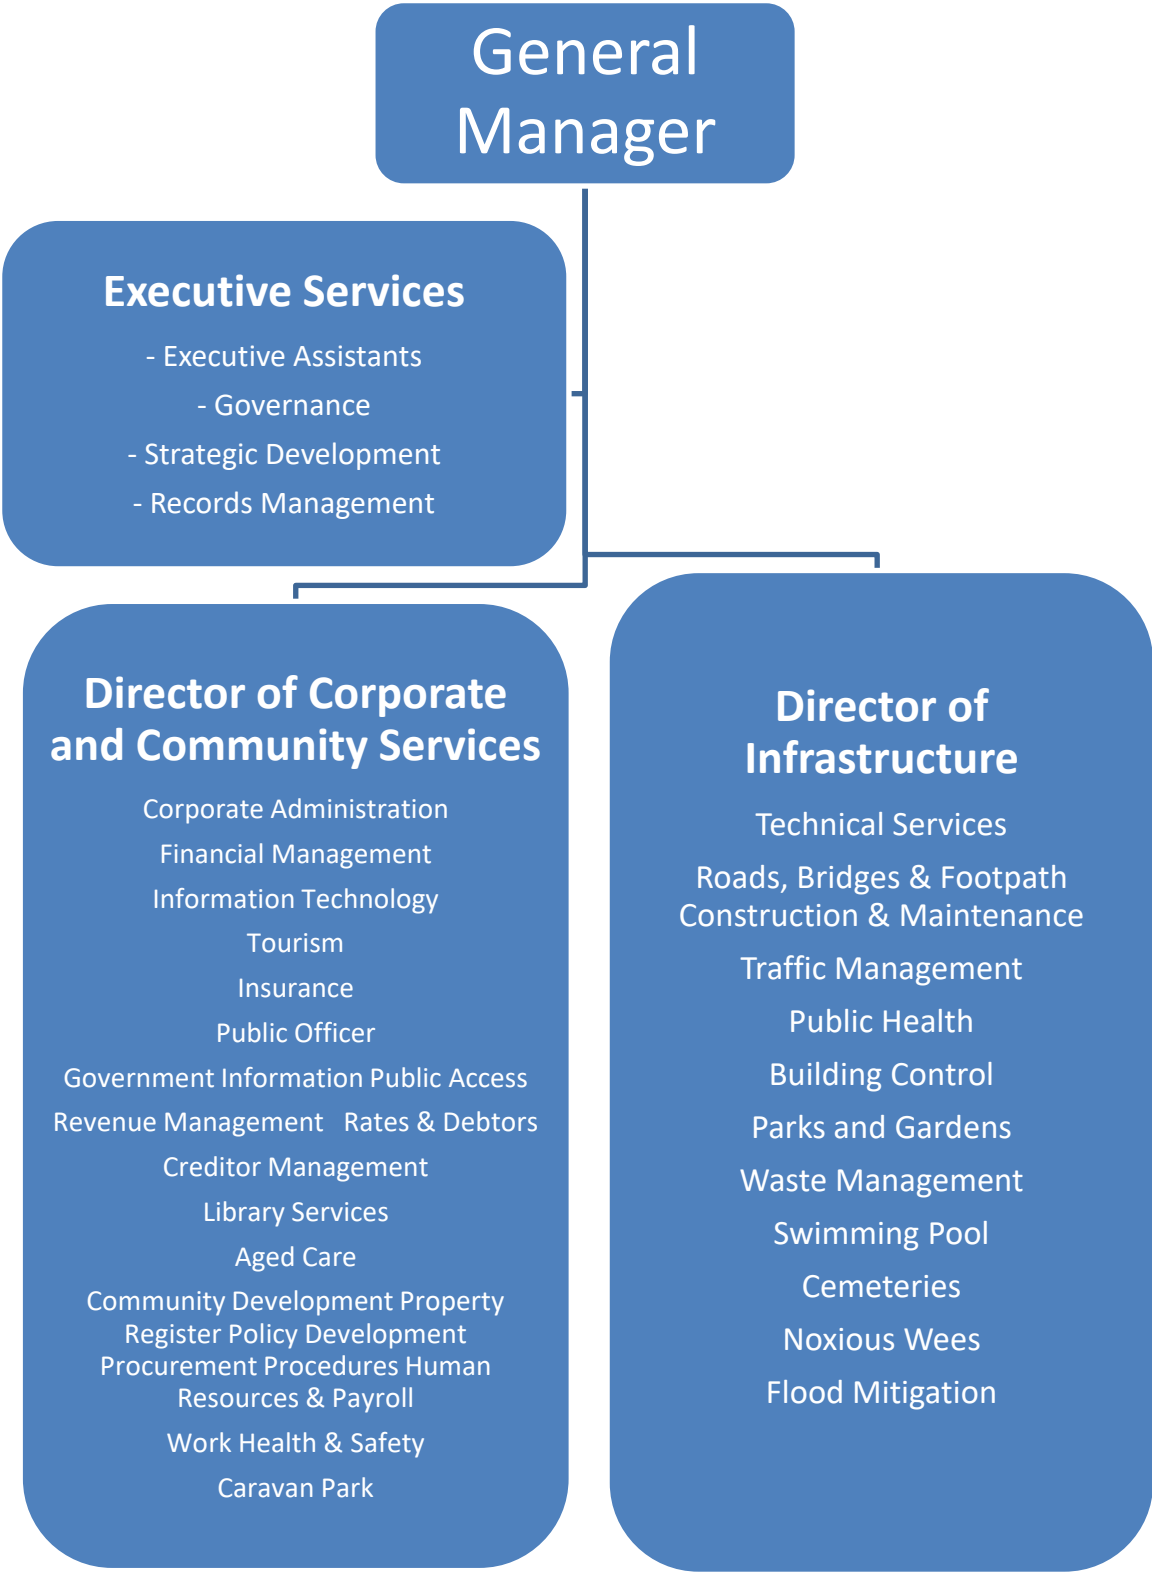 General
Manager
Executive Services
- Executive Assistants
- Governance
- Strategic Development
- Records Management
Director of Corporate
and Community Services
Corporate Administration
Financial Management
Information Technology
Tourism
Insurance
Public Officer
Government Information Public Access
Revenue Management   Rates & Debtors
Creditor Management
Library Services
Aged Care
Community Development Property
Register Policy Development
Procurement Procedures Human
Resources & Payroll
Work Health & Safety
Caravan Park
Director of
Infrastructure
Technical Services
Roads, Bridges & Footpath
Construction & Maintenance
Traffic Management
Public Health
Building Control
Parks and Gardens
Waste Management
Swimming Pool
Cemeteries
Noxious Wees
Flood Mitigation